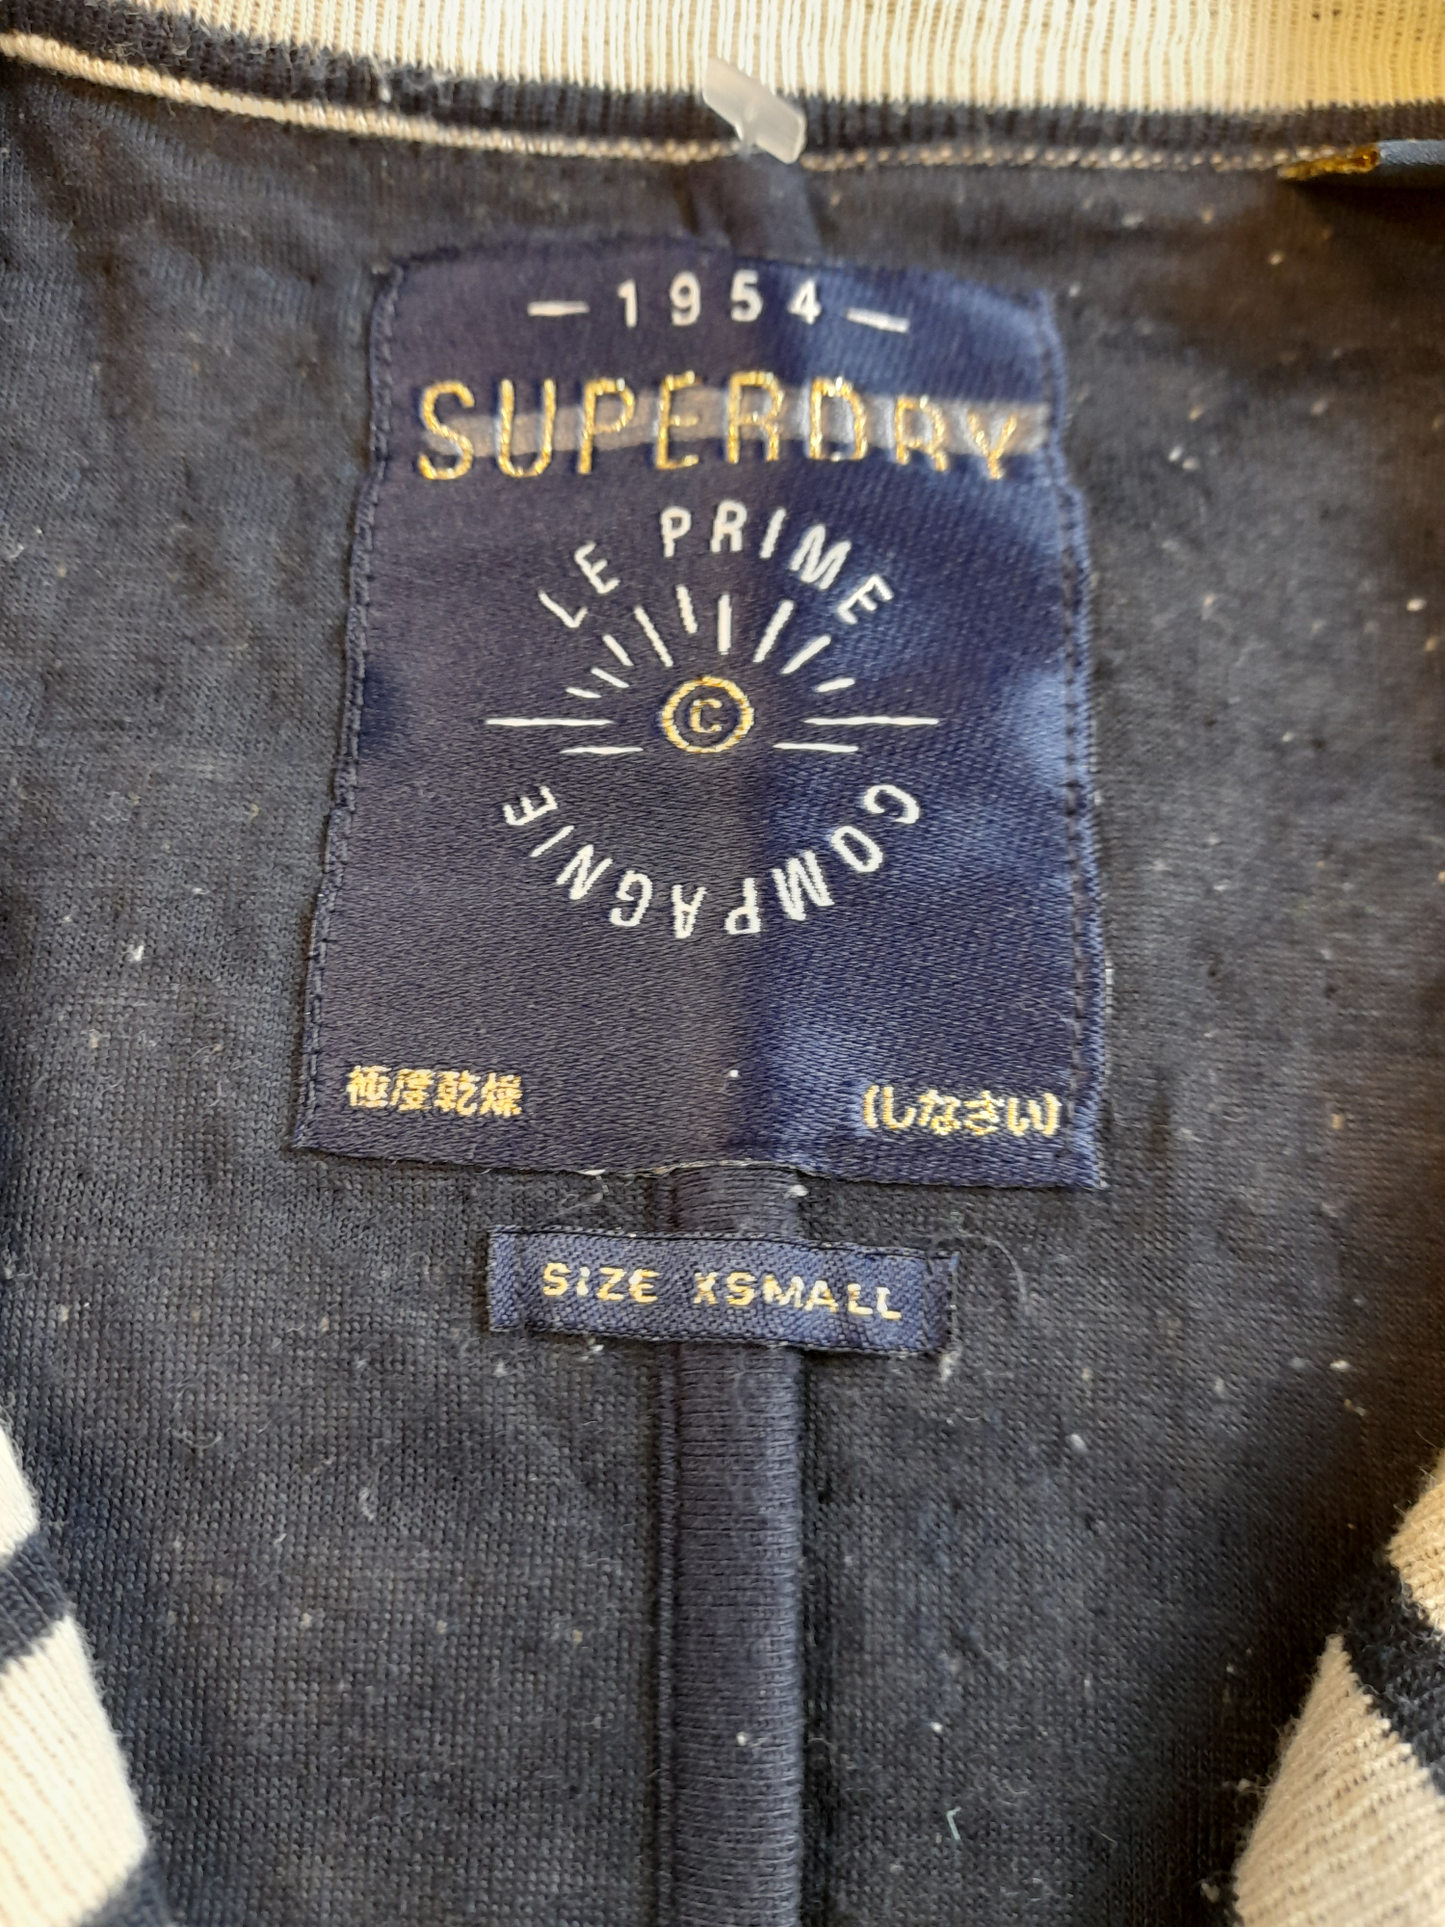 — 1954 —
SUPERDRY
LE PRIME
©
COMPAGNIE
極度乾燥 (しなさい)
SIZE XSMALL